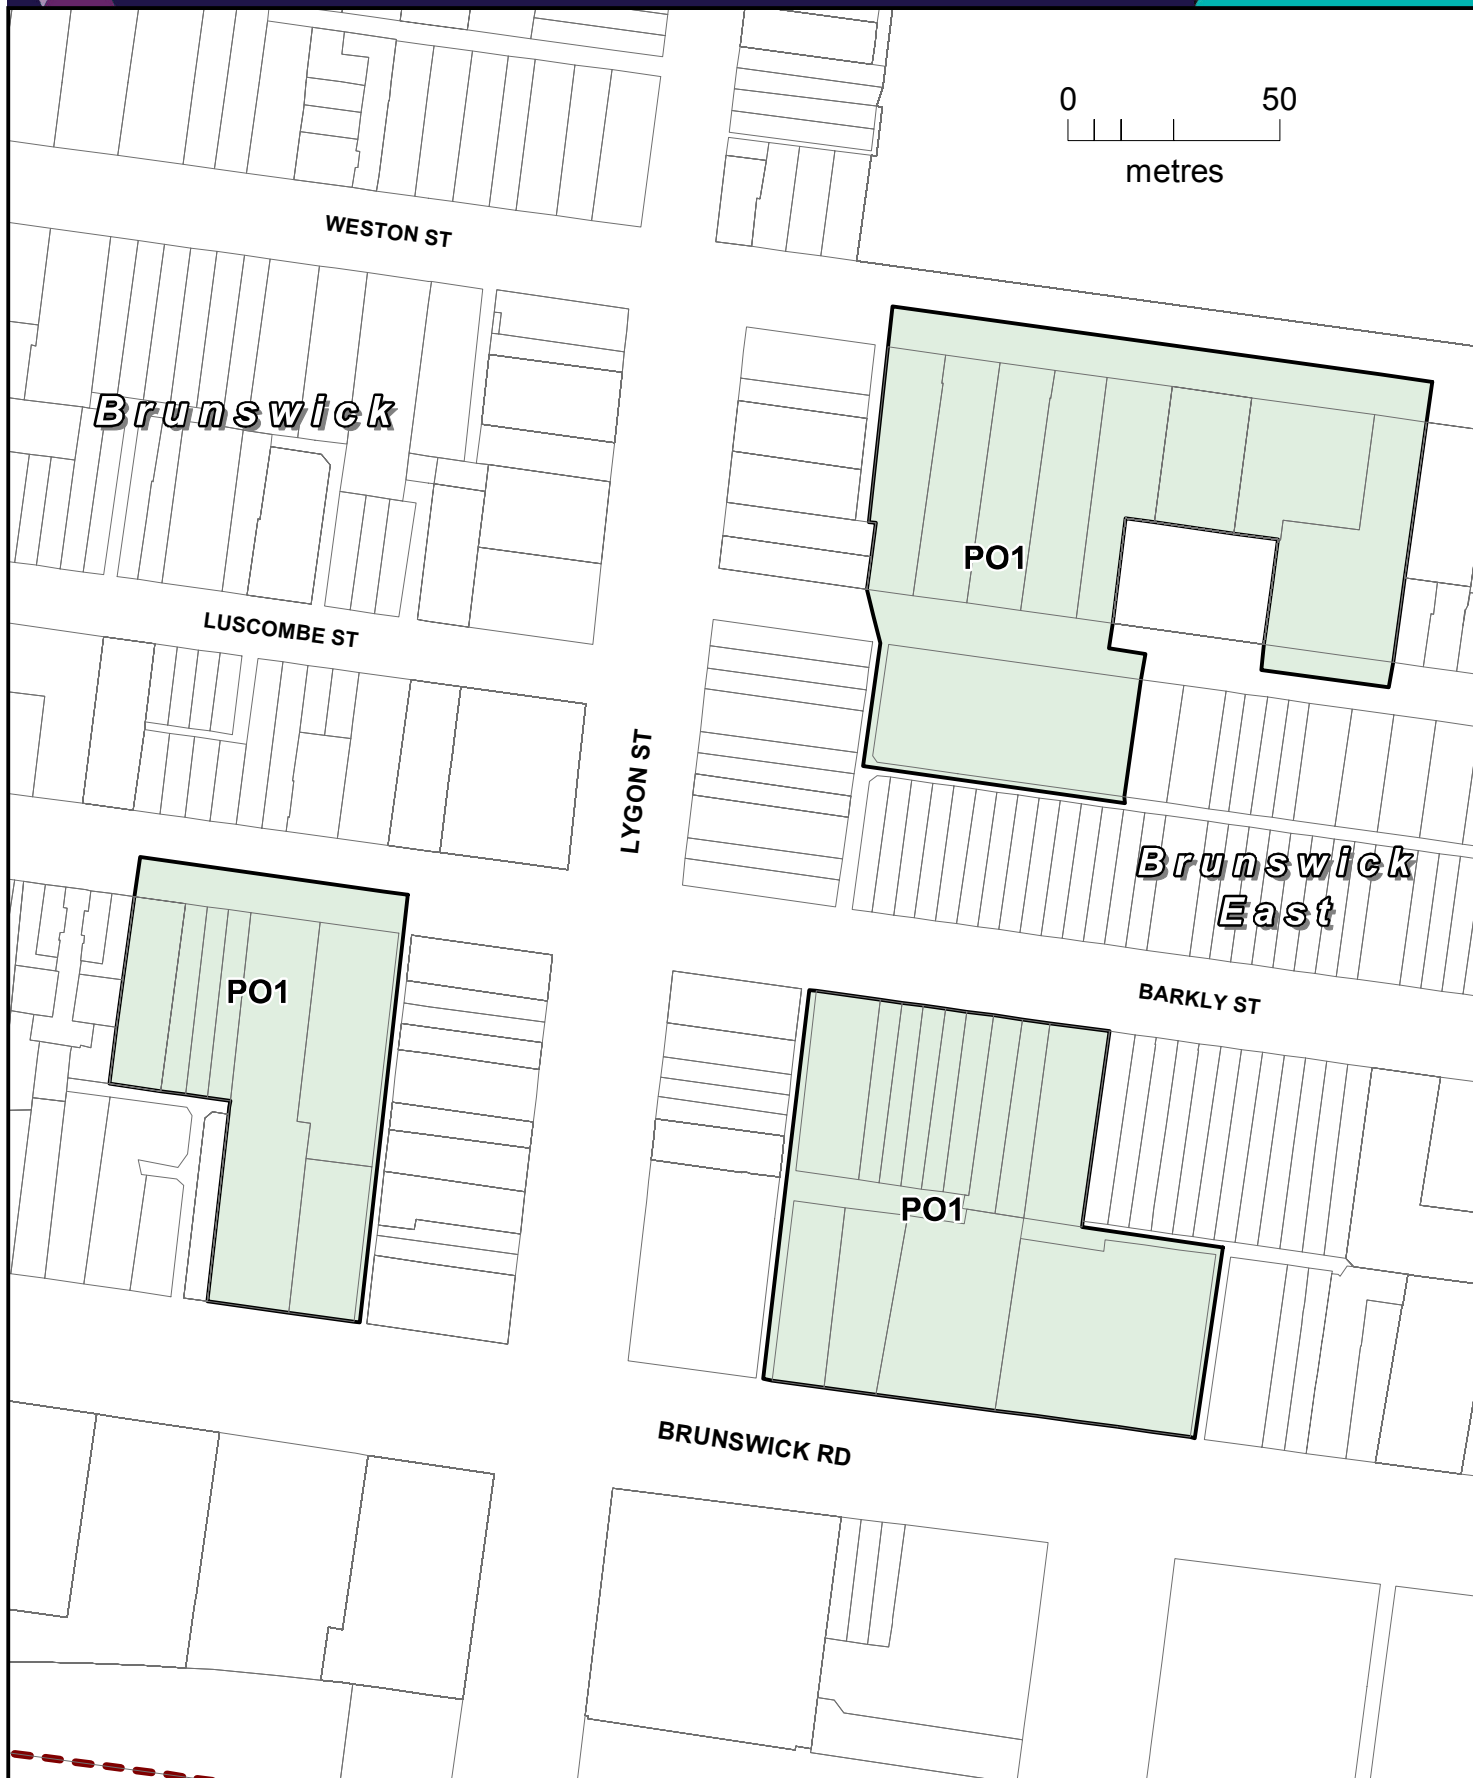 0 50
metres
WESTON ST
Brunswick
PO1
LUSCOMBE ST
LYGON ST
Brunswick
East
PO1
BARKLY ST
PO1
BRUNSWICK RD